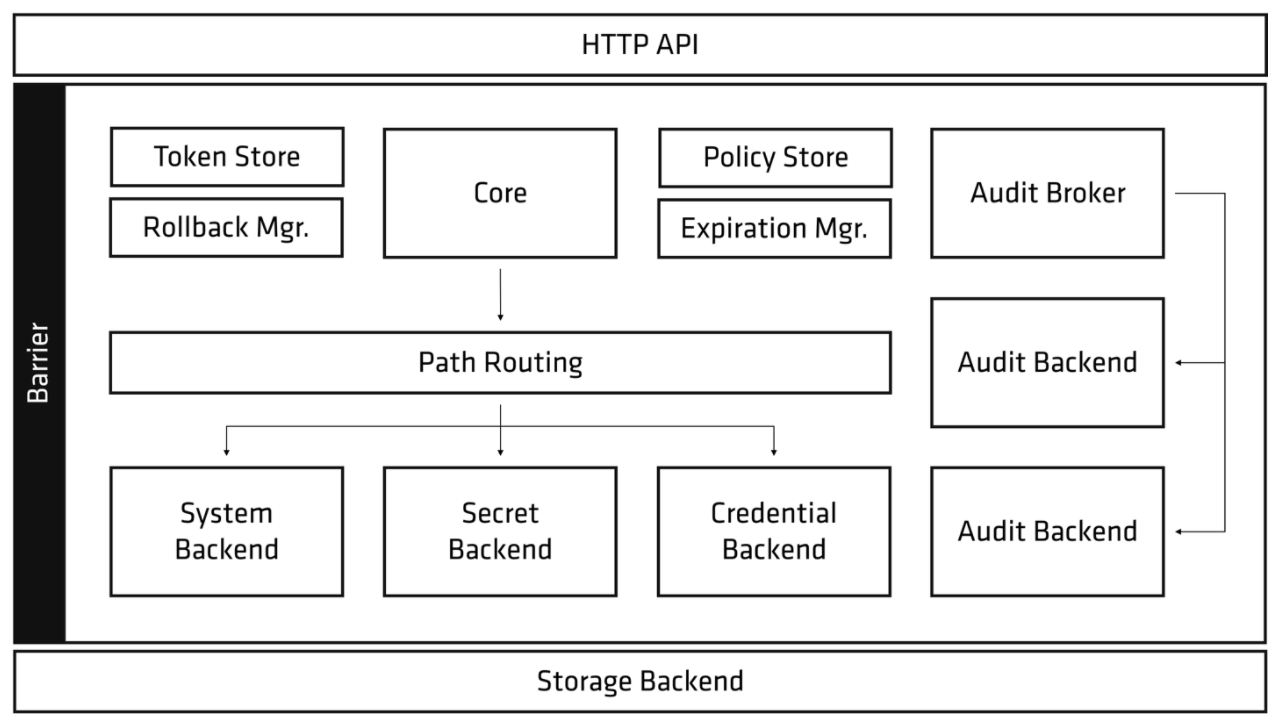 HTTP API
Barrier
Token Store
Rollback Mgr.
Core
Policy Store
Expiration Mgr.
Audit Broker
Path Routing
Audit Backend
System
Backend
Secret
Backend
Credential
Backend
Audit Backend
Storage Backend